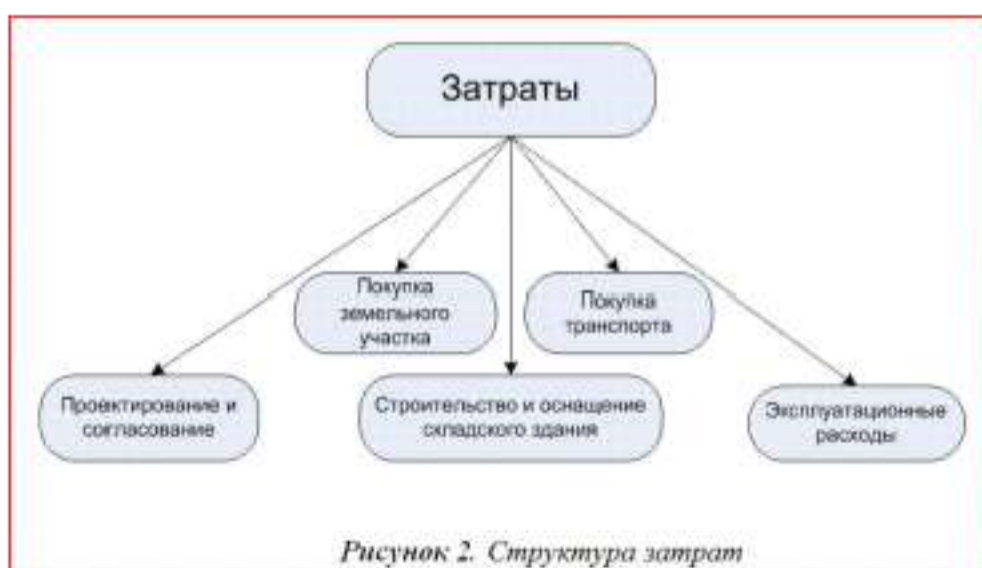 Затраты
Покупка
земельного
участка
Покупка
транспорта
Проектирование и
согласование
Строительство и оснащение
складского здания
Эксплуатационные
расходы
Рисунок 2. Структура затрат